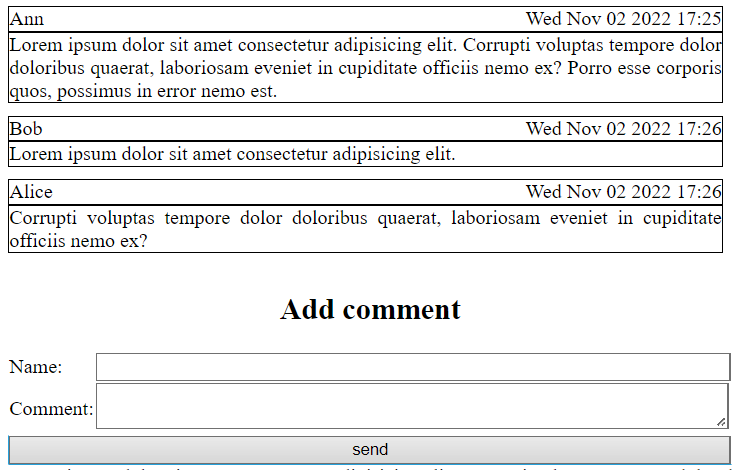 Ann Wed Nov 02 2022 17:25
Lorem ipsum dolor sit amet consectetur adipisicing elit. Corrupti voluptas tempore dolor
doloribus quaerat, laboriosam eveniet in cupiditate officiis nemo ex? Porro esse corporis
quos, possimus in error nemo est.
Bob Wed Nov 02 2022 17:26
Lorem ipsum dolor sit amet consectetur adipisicing elit.
Alice Wed Nov 02 2022 17:26
Corrupti voluptas tempore dolor doloribus quaerat, laboriosam eveniet in cupiditate
officiis nemo ex?
Add comment
Name:
Comment:
send